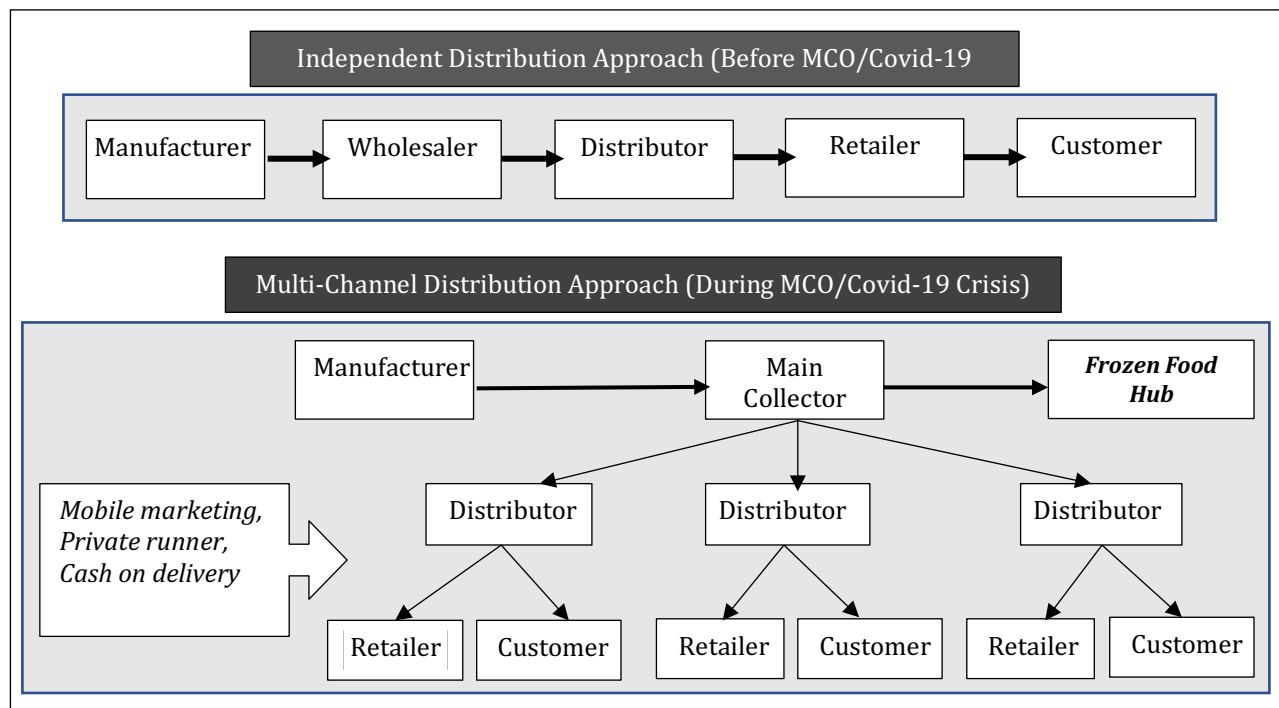 Independent Distribution Approach (Before MCO/Covid-19
Manufacturer
Wholesaler
Distributor
Retailer
Customer
Multi-Channel Distribution Approach (During MCO/Covid-19 Crisis)
Manufacturer
Main
Collector
Frozen Food
Hub
Mobile marketing,
Private runner,
Cash on delivery
Distributor
Distributor
Distributor
Retailer
Customer
Retailer
Customer
Retailer
Customer